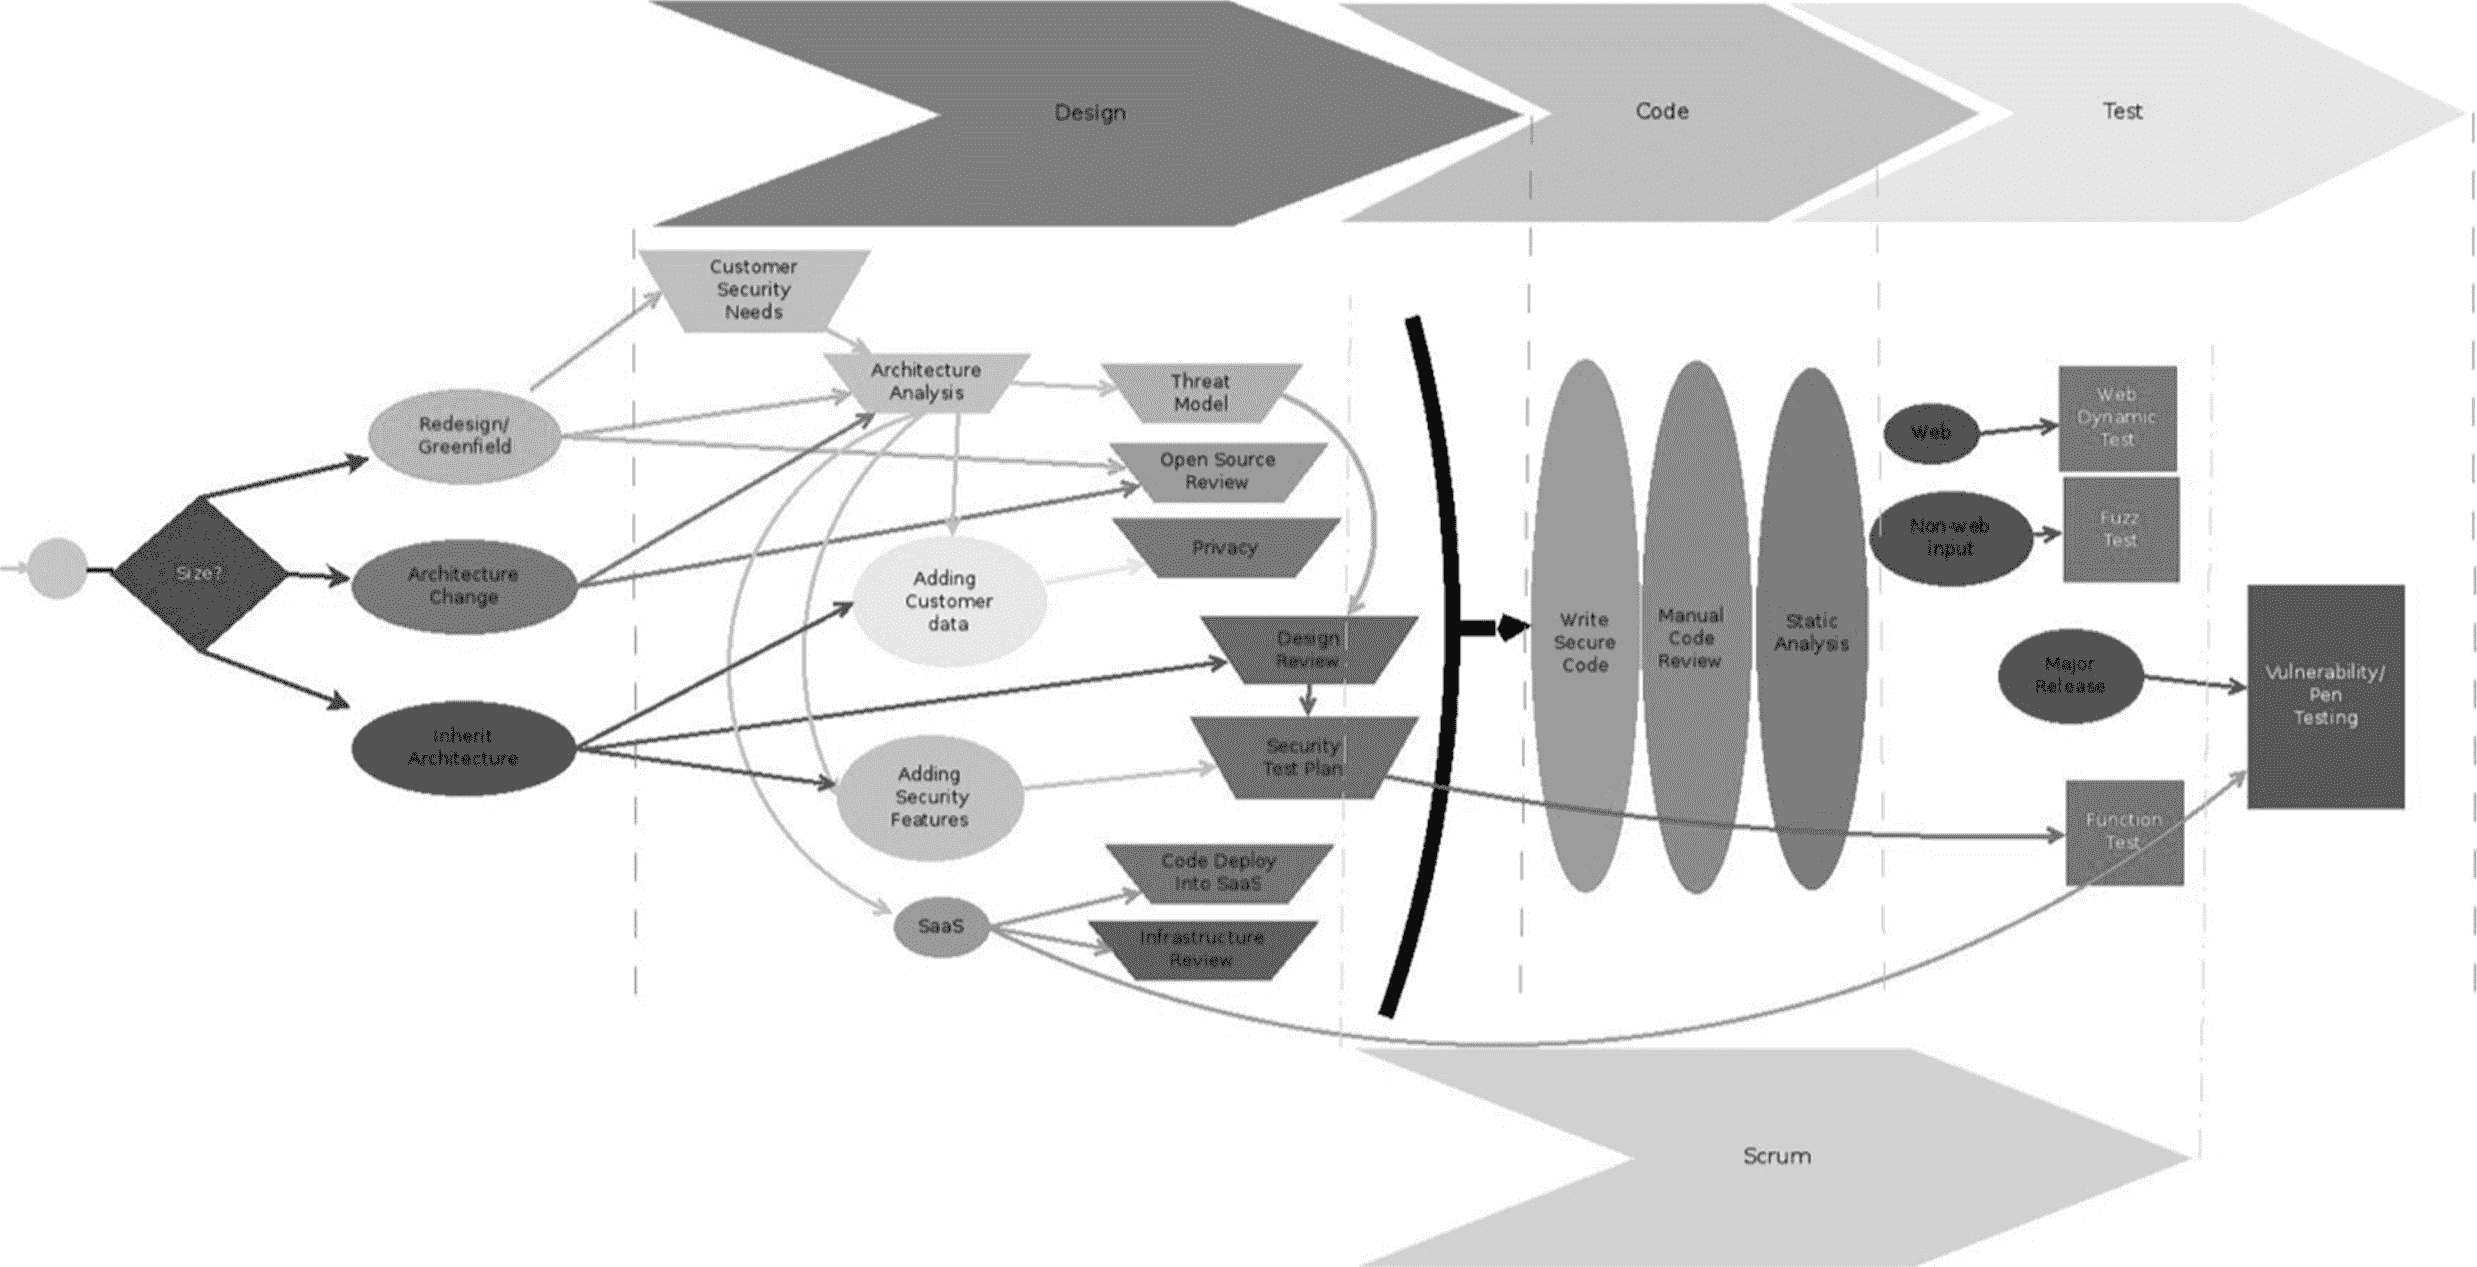 Design
Code
Test
Customer
Security
Needs
Architecture
Analysis
Threat
Model
Redesign/
Greenfield
Open Source
Review
Size?
Architecture
Change
Privacy
Adding
Customer
data
Design
Review
Inherit
Architecture
Security
Test Plan
Adding
Security
Features
Code Deploy
Into SaaS
SaaS
Infrastructure
Review
Write
Secure
Code
Manual
Code
Review
Static
Analysis
Web
Web
Dynamic
Test
Non-web
input
Fuzz
Test
Major
Release
Vulnerability/
Pen
Testing
Function
Test
Scrum